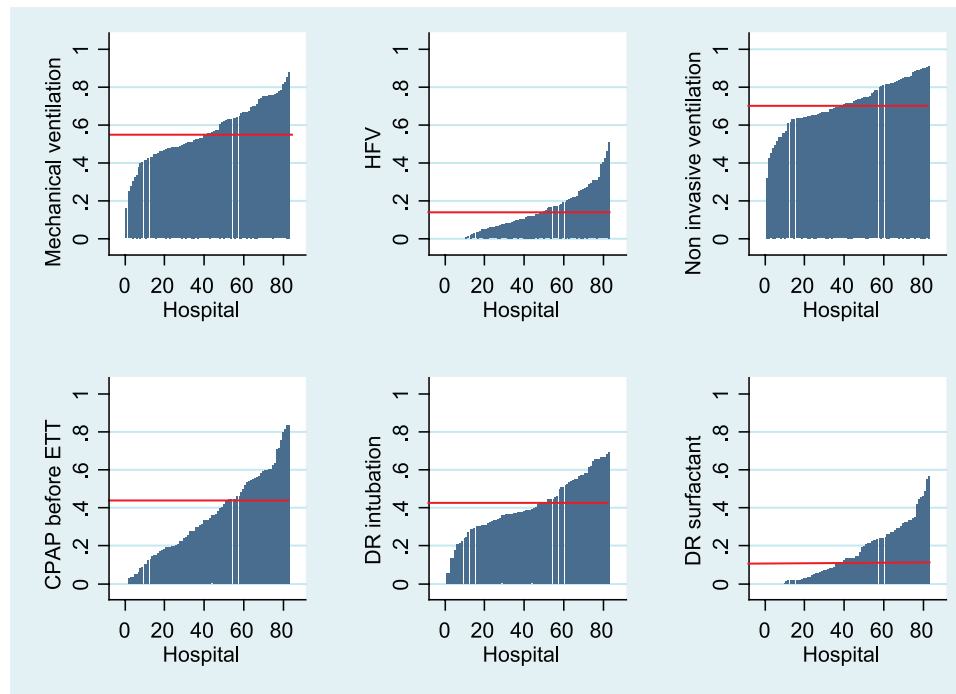 Mechanical ventilation
0 .2 .4 .6 .8 1
0 20 40 60 80
Hospital
HFV
0 .2 .4 .6 .8 1
0 20 40 60 80
Hospital
Non invasive ventilation
0 .2 .4 .6 .8 1
0 20 40 60 80
Hospital
CPAP before ETT
0 .2 .4 .6 .8 1
0 20 40 60 80
Hospital
DR intubation
0 .2 .4 .6 .8 1
0 20 40 60 80
Hospital
DR surfactant
0 .2 .4 .6 .8 1
0 20 40 60 80
Hospital